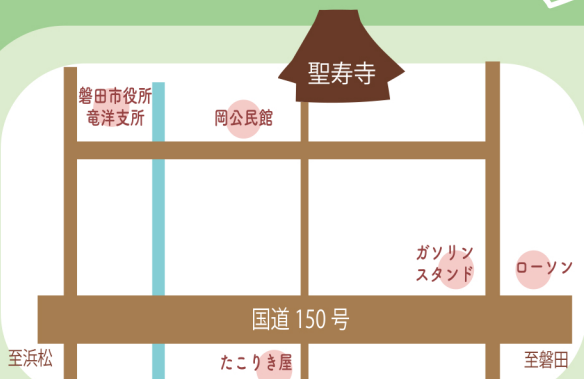 聖寿寺
磐田市役所
竜洋支所
岡公民館
ガソリン
スタンド
ローソン
国道 150 号
至浜松
たこりき屋
至磐田